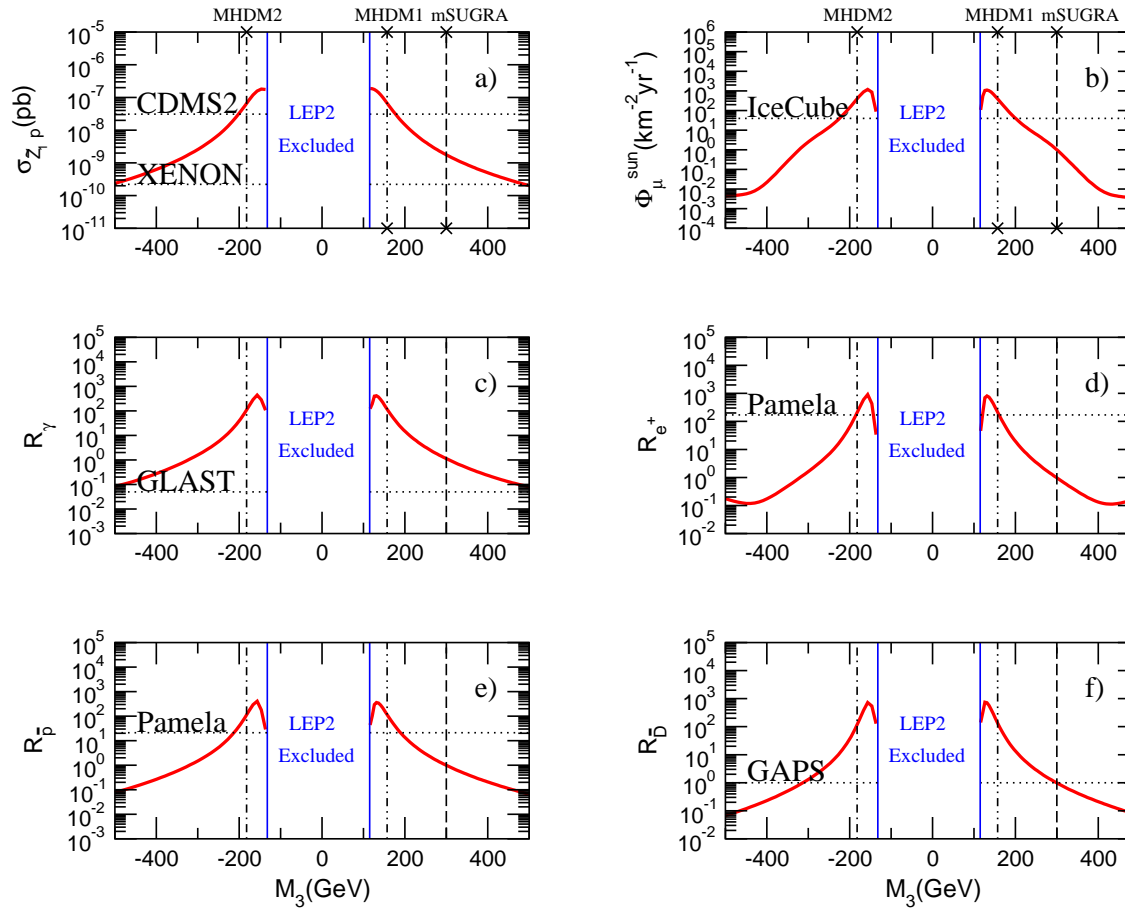 MHDM2 MHDM1 mSUGRA
10^-5
10^-6
10^-7
10^-8
10^-9
10^-10
10^-11
σ_{Z_1 p}(pb)
a)
CDMS2
LEP2
Excluded
XENON
-400 -200 0 200 400
MHDM2 MHDM1 mSUGRA
10^6
10^5
10^4
10^3
10^2
10^1
10^0
10^-1
10^-2
10^-3
10^-4
Φ_μ^sun(km^-2yr^-1)
b)
IceCube
LEP2
Excluded
-400 -200 0 200 400
10^5
10^4
10^3
10^2
10^1
10^0
10^-1
10^-2
10^-3
R_γ
c)
LEP2
Excluded
GLAST
-400 -200 0 200 400
10^5
10^4
10^3
10^2
10^1
10^0
10^-1
10^-2
R_e^+
d)
Pamela
LEP2
Excluded
-400 -200 0 200 400
10^5
10^4
10^3
10^2
10^1
10^0
10^-1
10^-2
10^-3
R_p̄
e)
Pamela
LEP2
Excluded
-400 -200 0 200 400
M_3(GeV)
10^5
10^4
10^3
10^2
10^1
10^0
10^-1
10^-2
R_D̄
f)
LEP2
Excluded
GAPS
-400 -200 0 200 400
M_3(GeV)